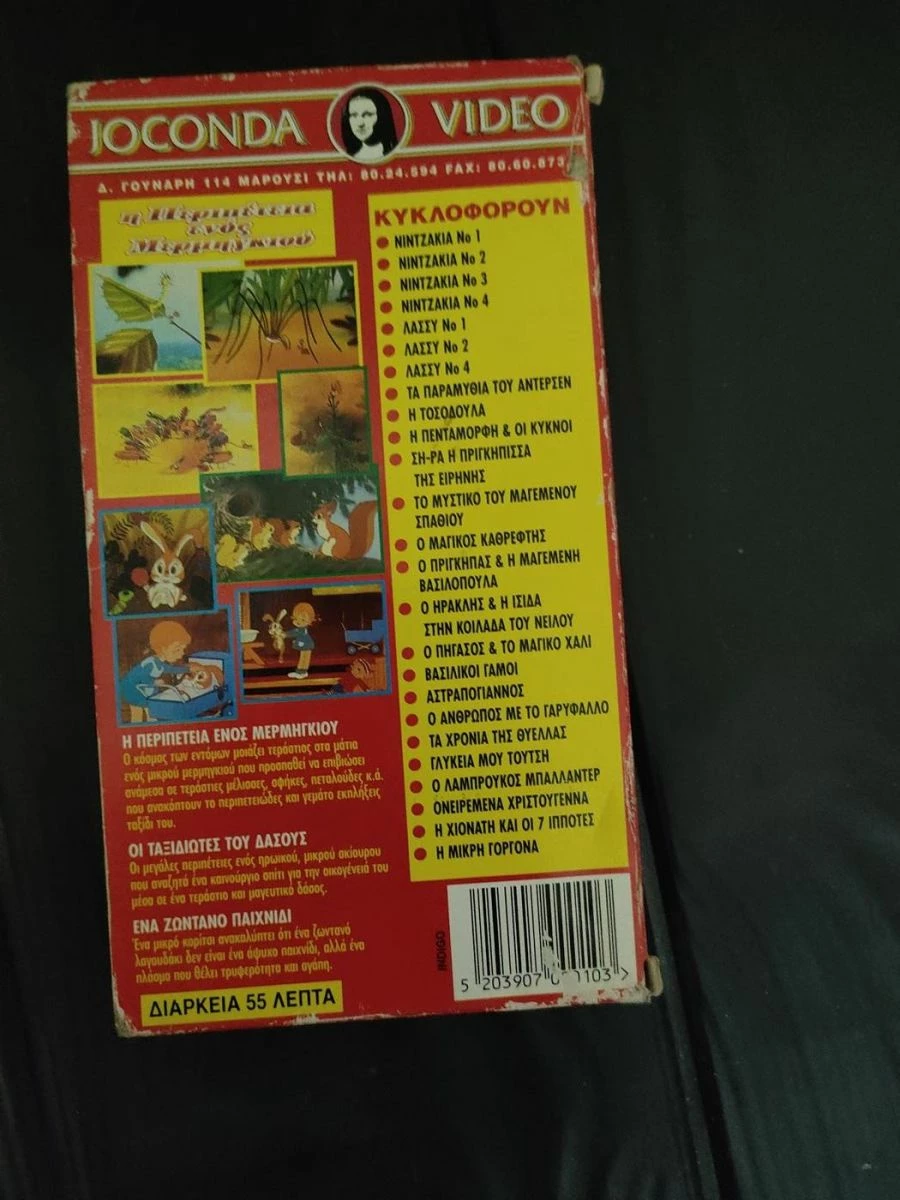 JOCONDA VIDEO
Δ. ΓΟΥΝΑΡΗ 114 ΜΑΡΟΥΣΙ ΤΗΛ: 80.24.594 FAX: 80.60.873
η Περιπέτεια
ενός
Μερμηγκιού
ΚΥΚΛΟΦΟΡΟΥΝ
ΝΙΝΤΖΑΚΙΑ Νο 1
ΝΙΝΤΖΑΚΙΑ Νο 2
ΝΙΝΤΖΑΚΙΑ Νο 3
ΝΙΝΤΖΑΚΙΑ Νο 4
ΛΑΣΣΥ Νο 1
ΛΑΣΣΥ Νο 2
ΛΑΣΣΥ Νο 4
ΤΑ ΠΑΡΑΜΥΘΙΑ ΤΟΥ ΑΝΤΕΡΣΕΝ
Η ΤΟΣΟΔΟΥΛΑ
Η ΠΕΝΤΑΜΟΡΦΗ & ΟΙ ΚΥΚΝΟΙ
ΣΗ-ΡΑ Η ΠΡΙΓΚΗΠΙΣΣΑ
ΤΗΣ ΕΙΡΗΝΗΣ
ΤΟ ΜΥΣΤΙΚΟ ΤΟΥ ΜΑΓΕΜΕΝΟΥ
ΣΠΑΘΙΟΥ
Ο ΜΑΓΙΚΟΣ ΚΑΘΡΕΦΤΗΣ
Ο ΠΡΙΓΚΗΠΑΣ & Η ΜΑΓΕΜΕΝΗ
ΒΑΣΙΛΟΠΟΥΛΑ
Ο ΗΡΑΚΛΗΣ & Η ΙΣΙΔΑ
ΣΤΗΝ ΚΟΙΛΑΔΑ ΤΟΥ ΝΕΙΛΟΥ
Ο ΠΗΓΑΣΟΣ & ΤΟ ΜΑΓΙΚΟ ΧΑΛΙ
ΒΑΣΙΛΙΚΟΙ ΓΑΜΟΙ
ΑΣΤΡΑΠΟΓΙΑΝΝΟΣ
Ο ΑΝΘΡΩΠΟΣ ΜΕ ΤΟ ΓΑΡΥΦΑΛΛΟ
ΤΑ ΧΡΟΝΙΑ ΤΗΣ ΘΥΕΛΛΑΣ
ΓΛΥΚΕΙΑ ΜΟΥ ΤΟΥΤΣΗ
Ο ΛΑΜΠΡΟΥΚΟΣ ΜΠΑΛΛΑΝΤΕΡ
ΟΝΕΙΡΕΜΕΝΑ ΧΡΙΣΤΟΥΓΕΝΝΑ
Η ΧΙΟΝΑΤΗ ΚΑΙ ΟΙ 7 ΙΠΠΟΤΕΣ
Η ΜΙΚΡΗ ΓΟΡΓΟΝΑ
Η ΠΕΡΙΠΕΤΕΙΑ ΕΝΟΣ ΜΕΡΜΗΓΚΙΟΥ
Ο κόσμος των εντόμων μοιάζει τεράστιος στα μάτια
ενός μικρού μερμηγκιού που προσπαθεί να επιβιώσει
ανάμεσα σε τεράστιες μέλισσες, σφήκες, πεταλούδες κ.ά.
που ανακόπτουν το περιπετειώδες και γεμάτο εκπλήξεις
ταξίδι του.
ΟΙ ΤΑΞΙΔΙΩΤΕΣ ΤΟΥ ΔΑΣΟΥΣ
Οι μεγάλες περιπέτειες ενός ηρωικού, μικρού σκίουρου
που αναζητά ένα καινούργιο σπίτι για την οικογένειά του
μέσα σε ένα τεράστιο και μαγευτικό δάσος.
ΕΝΑ ΖΩΝΤΑΝΟ ΠΑΙΧΝΙΔΙ
Ένα μικρό κορίτσι ανακαλύπτει ότι ένα ζωντανό
λαγουδάκι δεν είναι ένα άψυχο παιχνίδι, αλλά ένα
πλάσμα που θέλει τρυφερότητα και αγάπη.
ΔΙΑΡΚΕΙΑ 55 ΛΕΠΤΑ
INDIGO
5 203907 1103 >